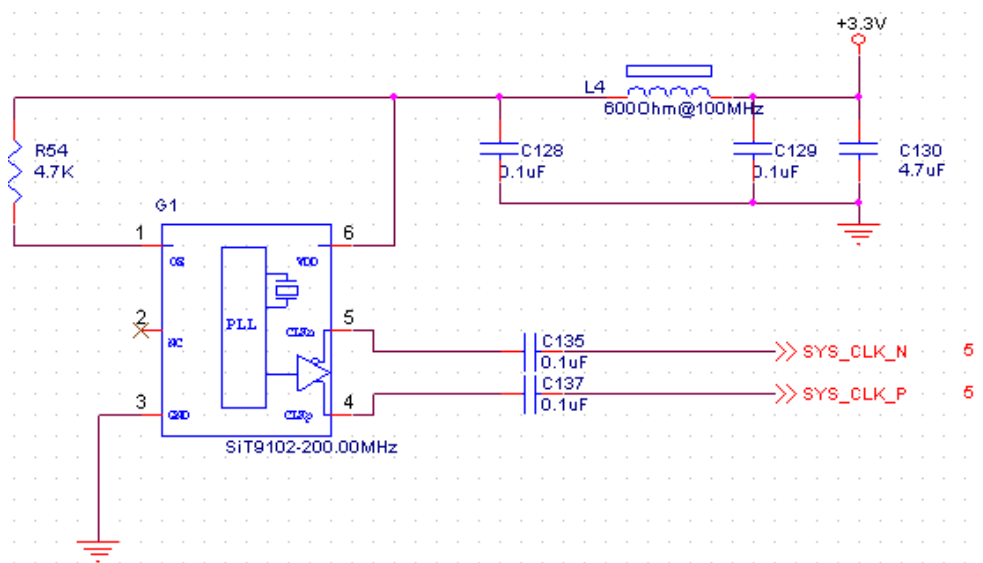 +3.3V
L4
600Ohm@100MHz
R54
4.7K
C128
0.1uF
C129
0.1uF
C130
4.7uF
G1
1
6
OE
VDD
2
PLL
CLKn
5
NC
C135
0.1uF
SYS_CLK_N 5
C137
0.1uF
SYS_CLK_P 5
3
GND
CLKp
4
SiT9102-200.00MHz